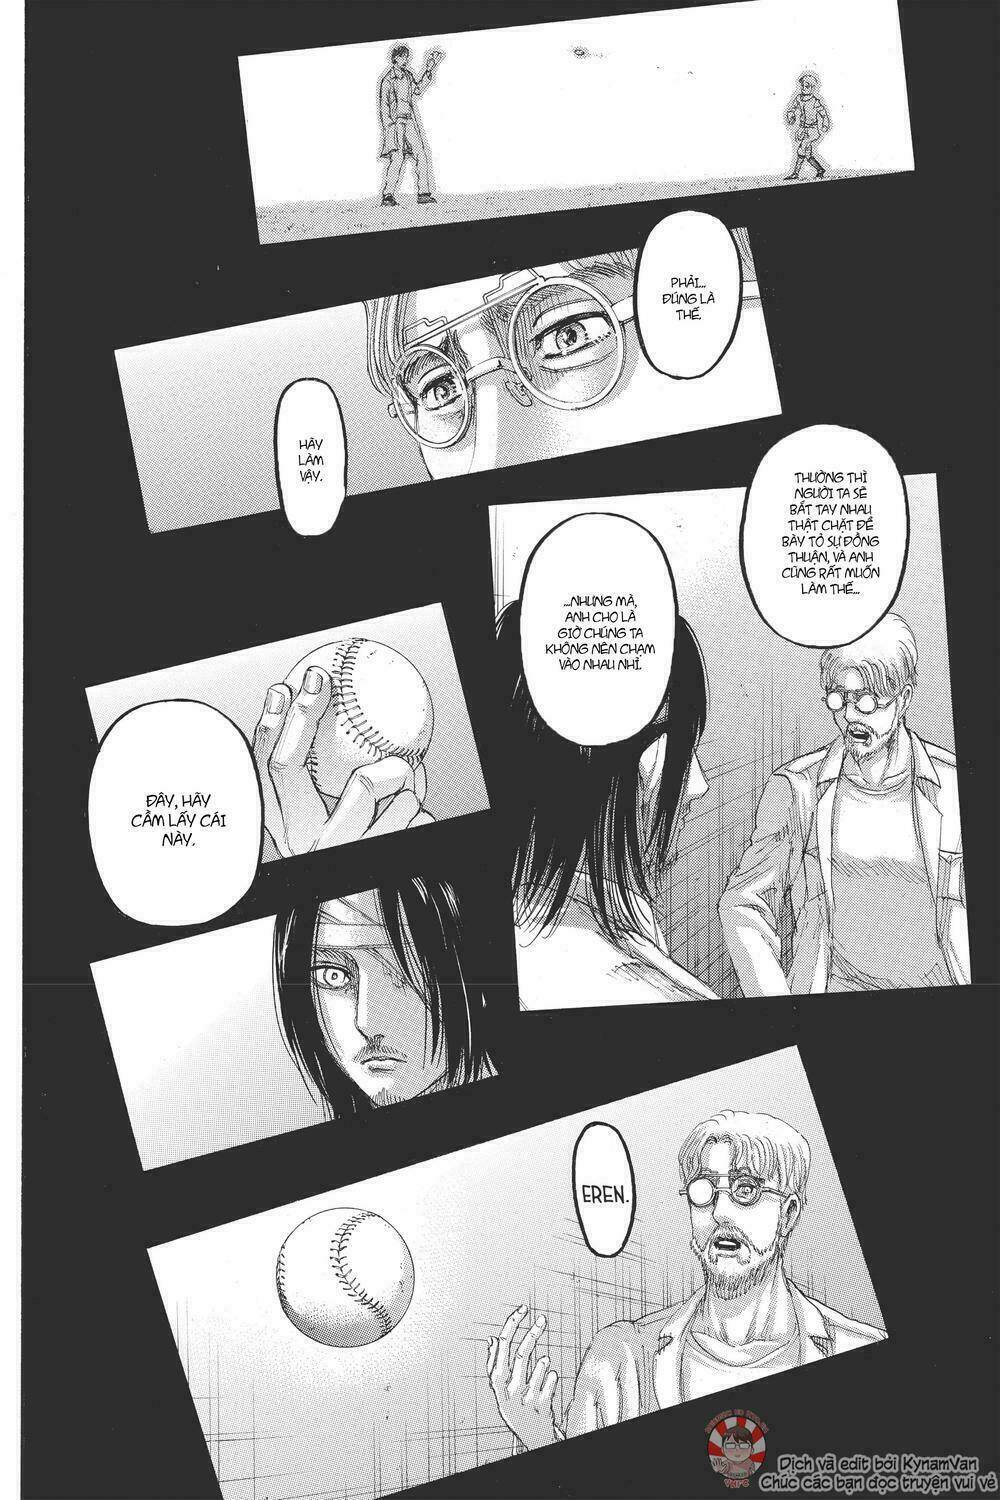 PHẢI...
ĐÚNG LÀ
THẾ.
HÃY
LÀM
VẬY.
THƯỜNG THÌ
NGƯỜI TA SẼ
BẮT TAY NHAU
THẬT CHẶT ĐỂ
BÀY TỎ SỰ ĐỒNG
THUẬN, VÀ ANH
CŨNG RẤT MUỐN
LÀM THẾ...
...NHƯNG MÀ,
ANH CHO LÀ
GIỜ CHÚNG TA
KHÔNG NÊN CHẠM
VÀO NHAU NHỈ.
ĐÂY, HÃY
CẦM LẤY CÁI
NÀY.
EREN.
Dịch và edit bởi KynamVan
Chúc các bạn đọc truyện vui vẻ